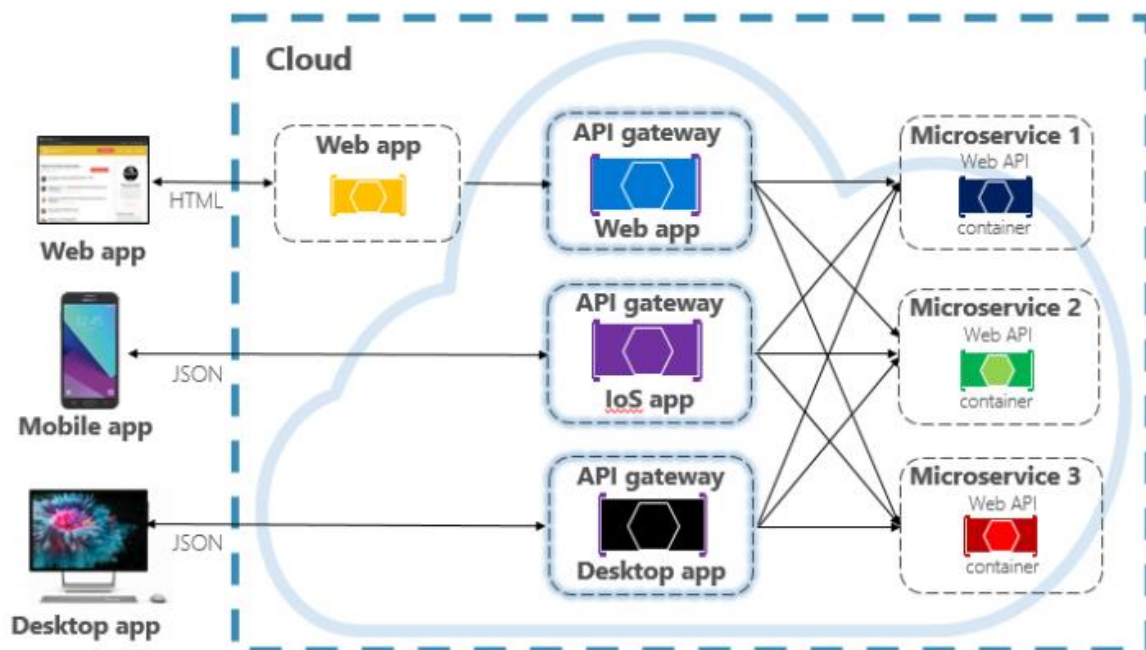 Cloud
Web app
HTML
Web app
API gateway
Web app
Microservice 1
Web API
container
Mobile app
JSON
API gateway
IoS app
Microservice 2
Web API
container
Desktop app
JSON
API gateway
Desktop app
Microservice 3
Web API
container